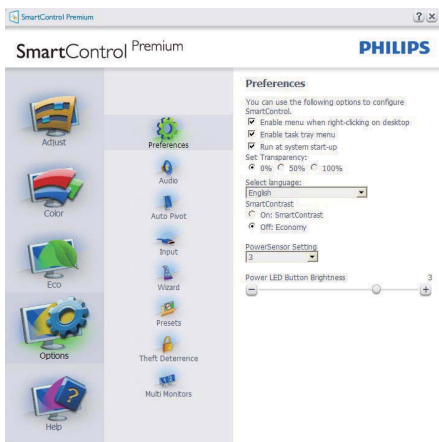 SmartControl Premium
? x
SmartControl Premium
PHILIPS
Adjust
Color
Eco
Options
Help
Preferences
Audio
Auto Pivot
Input
Wizard
Presets
Theft Deterrence
1 2
Multi Monitors
Preferences
You can use the following options to configure
SmartControl.
Enable menu when right-clicking on desktop
Enable task tray menu
Run at system start-up
Set Transparency:
0% 50% 100%
Select language:
English
SmartContrast
On: SmartContrast
Off: Economy
PowerSensor Setting
3
Power LED Button Brightness 3